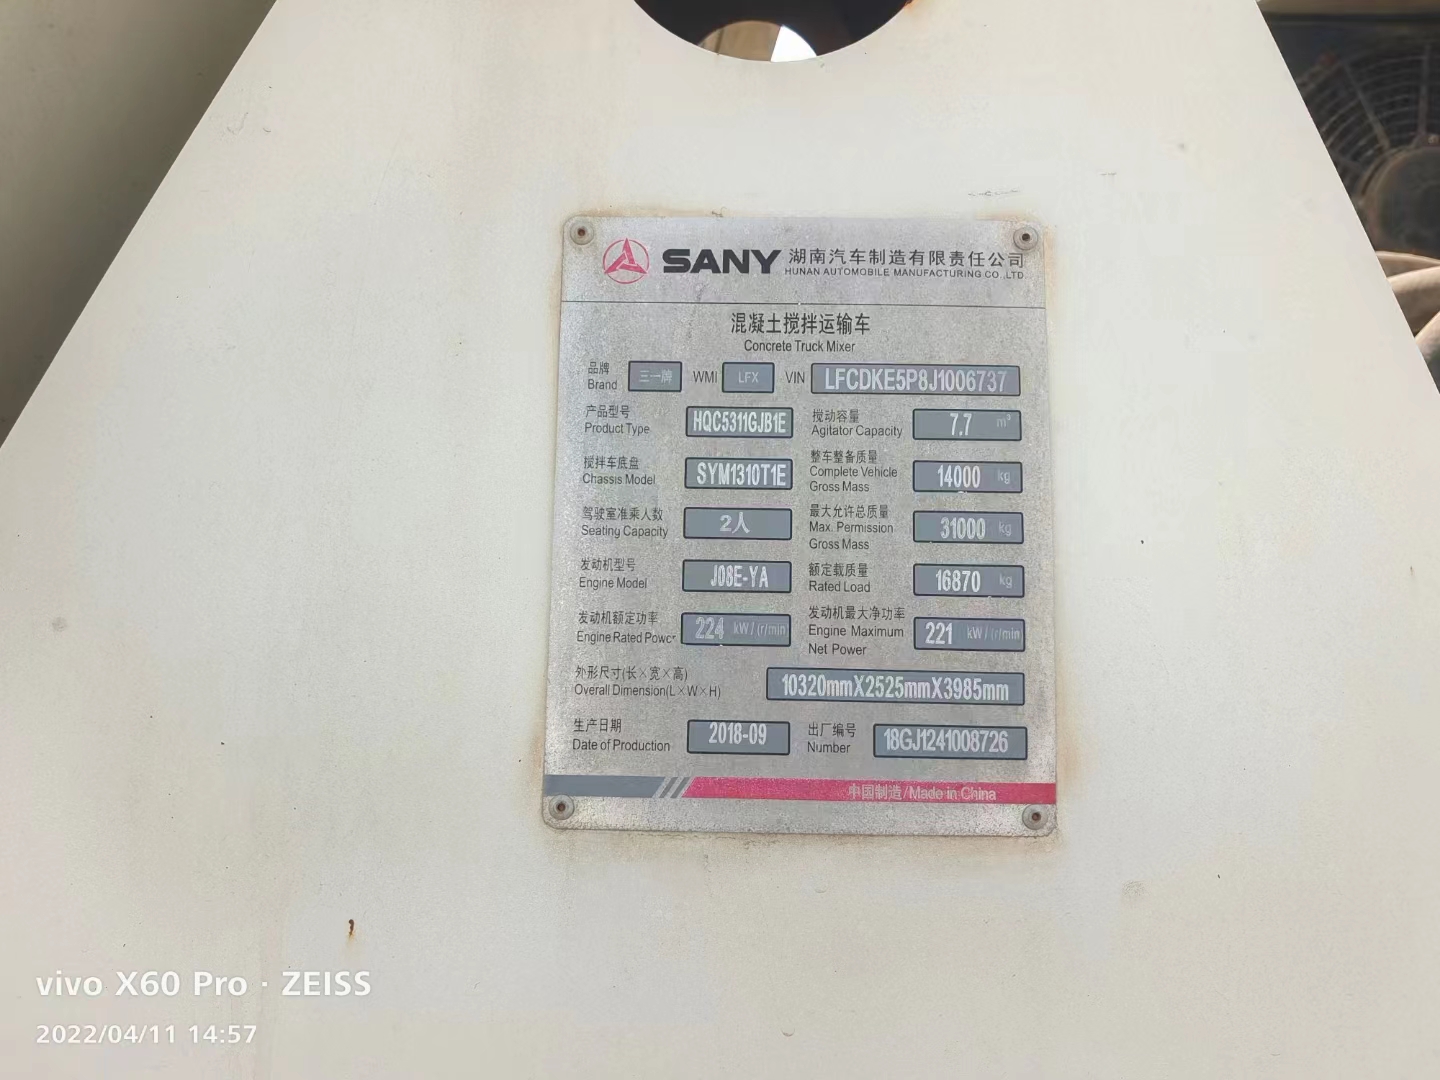 SANY 湖南汽车制造有限责任公司
HUNAN AUTOMOBILE MANUFACTURING CO.,LTD.
混凝土搅拌运输车
Concrete Truck Mixer
品牌 Brand 三一牌 WMI LFX VIN LFCDKE5P8J1006737
产品型号 Product Type HQC5311GJB1E 搅动容量 Agitator Capacity 7.7 m³
搅拌车底盘 Chassis Model SYM1310T1E 整车整备质量 Complete Vehicle Gross Mass 14000 kg
驾驶室准乘人数 Seating Capacity 2人 最大允许总质量 Max. Permission Gross Mass 31000 kg
发动机型号 Engine Model J08E-YA 额定载质量 Rated Load 16870 kg
发动机额定功率 Engine Rated Power 224 kW/(r/min) 发动机最大净功率 Engine Maximum Net Power 221 kW/(r/min)
外形尺寸(长×宽×高) Overall Dimension(L×W×H) 10320mmX2525mmX3985mm
生产日期 Date of Production 2018-09 出厂编号 Number 18GJ1241008726
中国制造/Made in China
vivo X60 Pro · ZEISS
2022/04/11 14:57